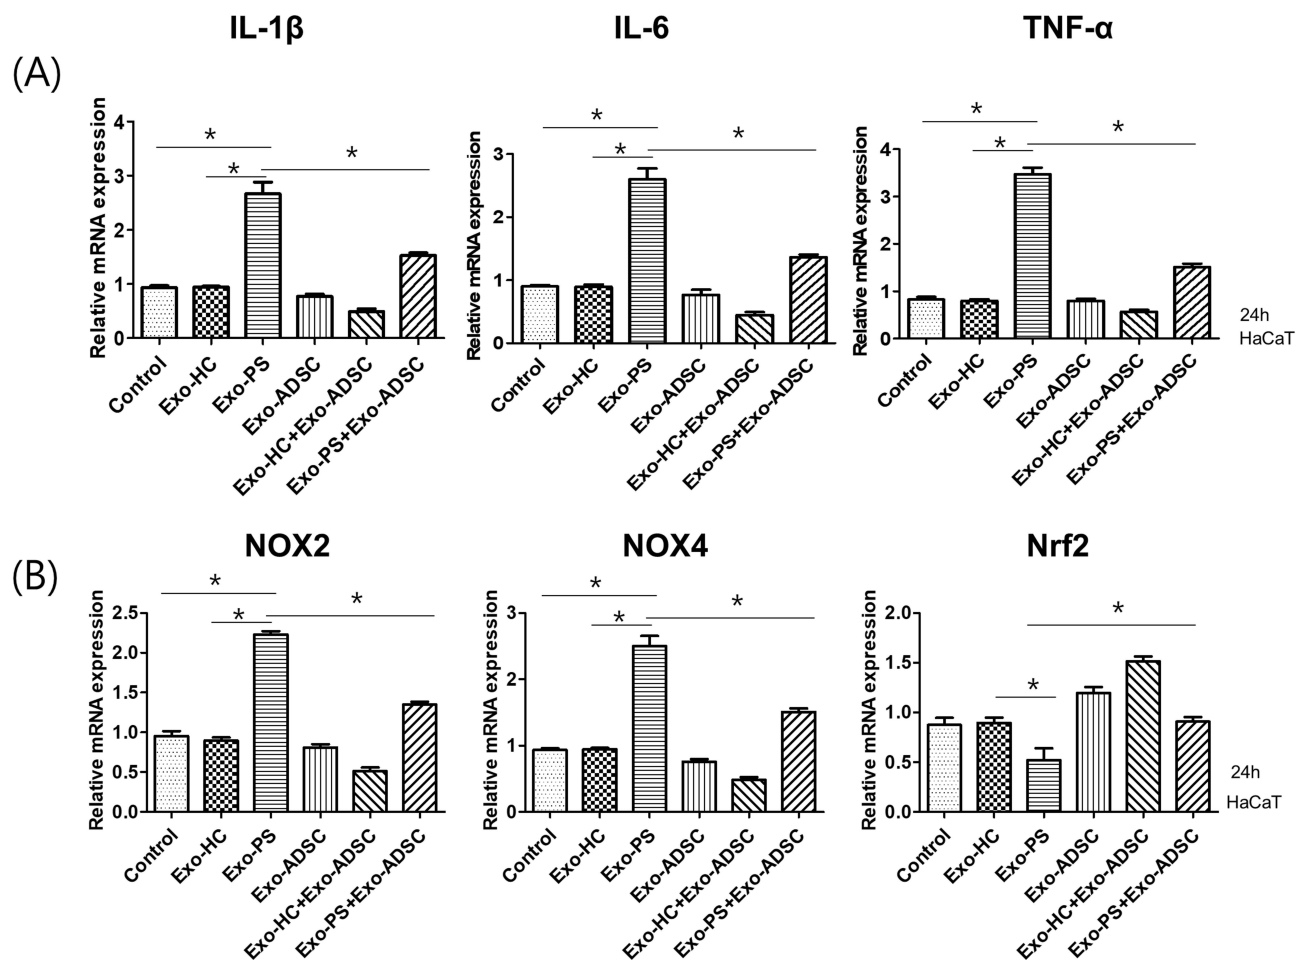 IL-1β IL-6 TNF-α
(A)
Relative mRNA expression
4
3
2
1
0
*
*
*
Control
Exo-HC
Exo-PS
Exo-ADSC
Exo-HC+Exo-ADSC
Exo-PS+Exo-ADSC
Relative mRNA expression
3
2
1
0
*
*
*
Control
Exo-HC
Exo-PS
Exo-ADSC
Exo-HC+Exo-ADSC
Exo-PS+Exo-ADSC
Relative mRNA expression
4
3
2
1
0
*
*
*
Control
Exo-HC
Exo-PS
Exo-ADSC
Exo-HC+Exo-ADSC
Exo-PS+Exo-ADSC
24h
HaCaT
NOX2 NOX4 Nrf2
(B)
Relative mRNA expression
2.5
2.0
1.5
1.0
0.5
0.0
*
*
*
Control
Exo-HC
Exo-PS
Exo-ADSC
Exo-HC+Exo-ADSC
Exo-PS+Exo-ADSC
Relative mRNA expression
3
2
1
0
*
*
*
Control
Exo-HC
Exo-PS
Exo-ADSC
Exo-HC+Exo-ADSC
Exo-PS+Exo-ADSC
Relative mRNA expression
2.0
1.5
1.0
0.5
0.0
*
*
Control
Exo-HC
Exo-PS
Exo-ADSC
Exo-HC+Exo-ADSC
Exo-PS+Exo-ADSC
24h
HaCaT